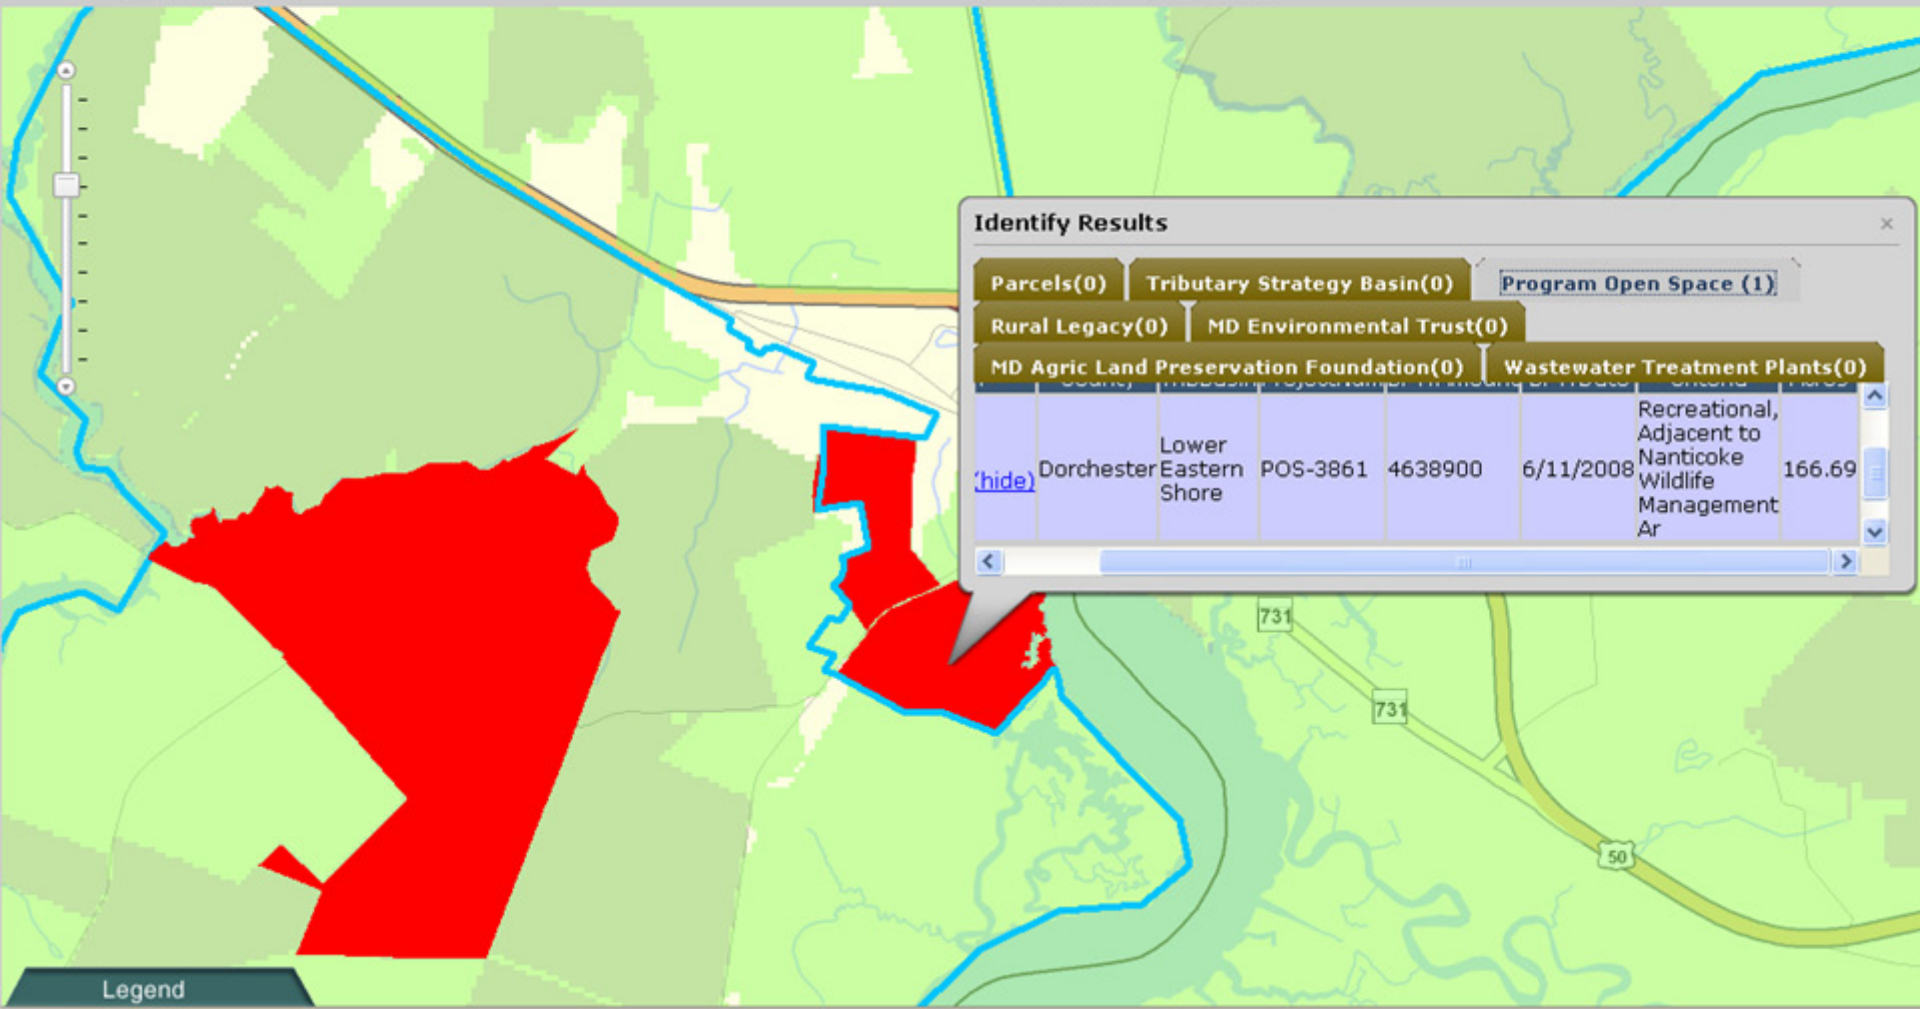 Identify Results
×
Parcels(0) Tributary Strategy Basin(0) Program Open Space (1)
Rural Legacy(0) MD Environmental Trust(0)
MD Agric Land Preservation Foundation(0) Wastewater Treatment Plants(0)
(hide)
Dorchester
Lower
Eastern
Shore
POS-3861
4638900
6/11/2008
Recreational,
Adjacent to
Nanticoke
Wildlife
Management
Ar
166.69
731
731
50
Legend